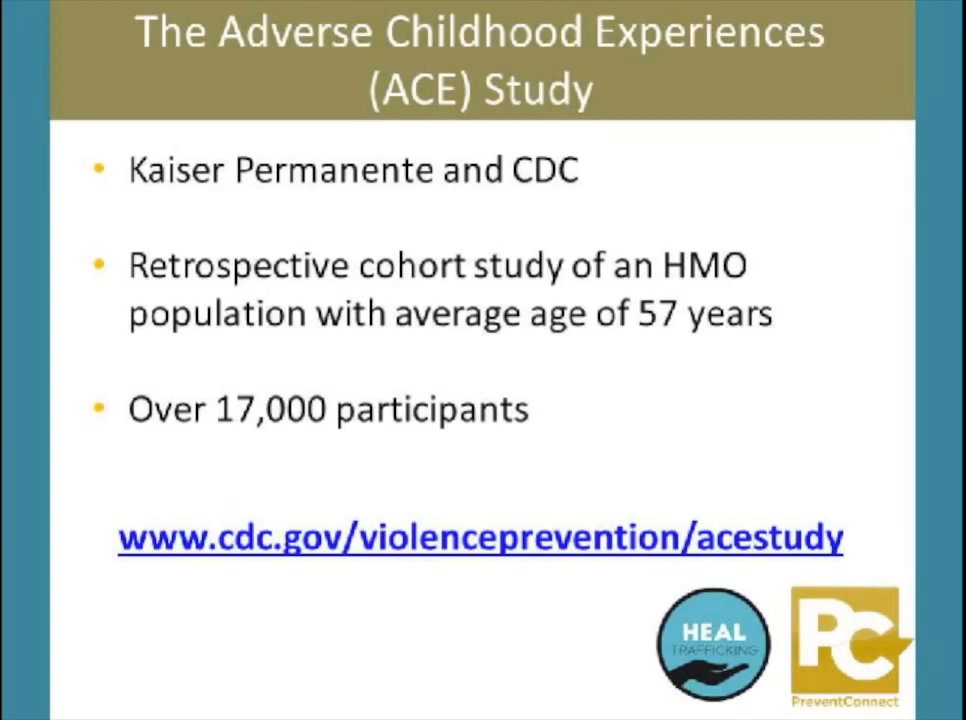 The Adverse Childhood Experiences
(ACE) Study
• Kaiser Permanente and CDC
• Retrospective cohort study of an HMO
population with average age of 57 years
• Over 17,000 participants
www.cdc.gov/violenceprevention/acestudy
HEAL
TRAFFICKING
PC
PreventConnect